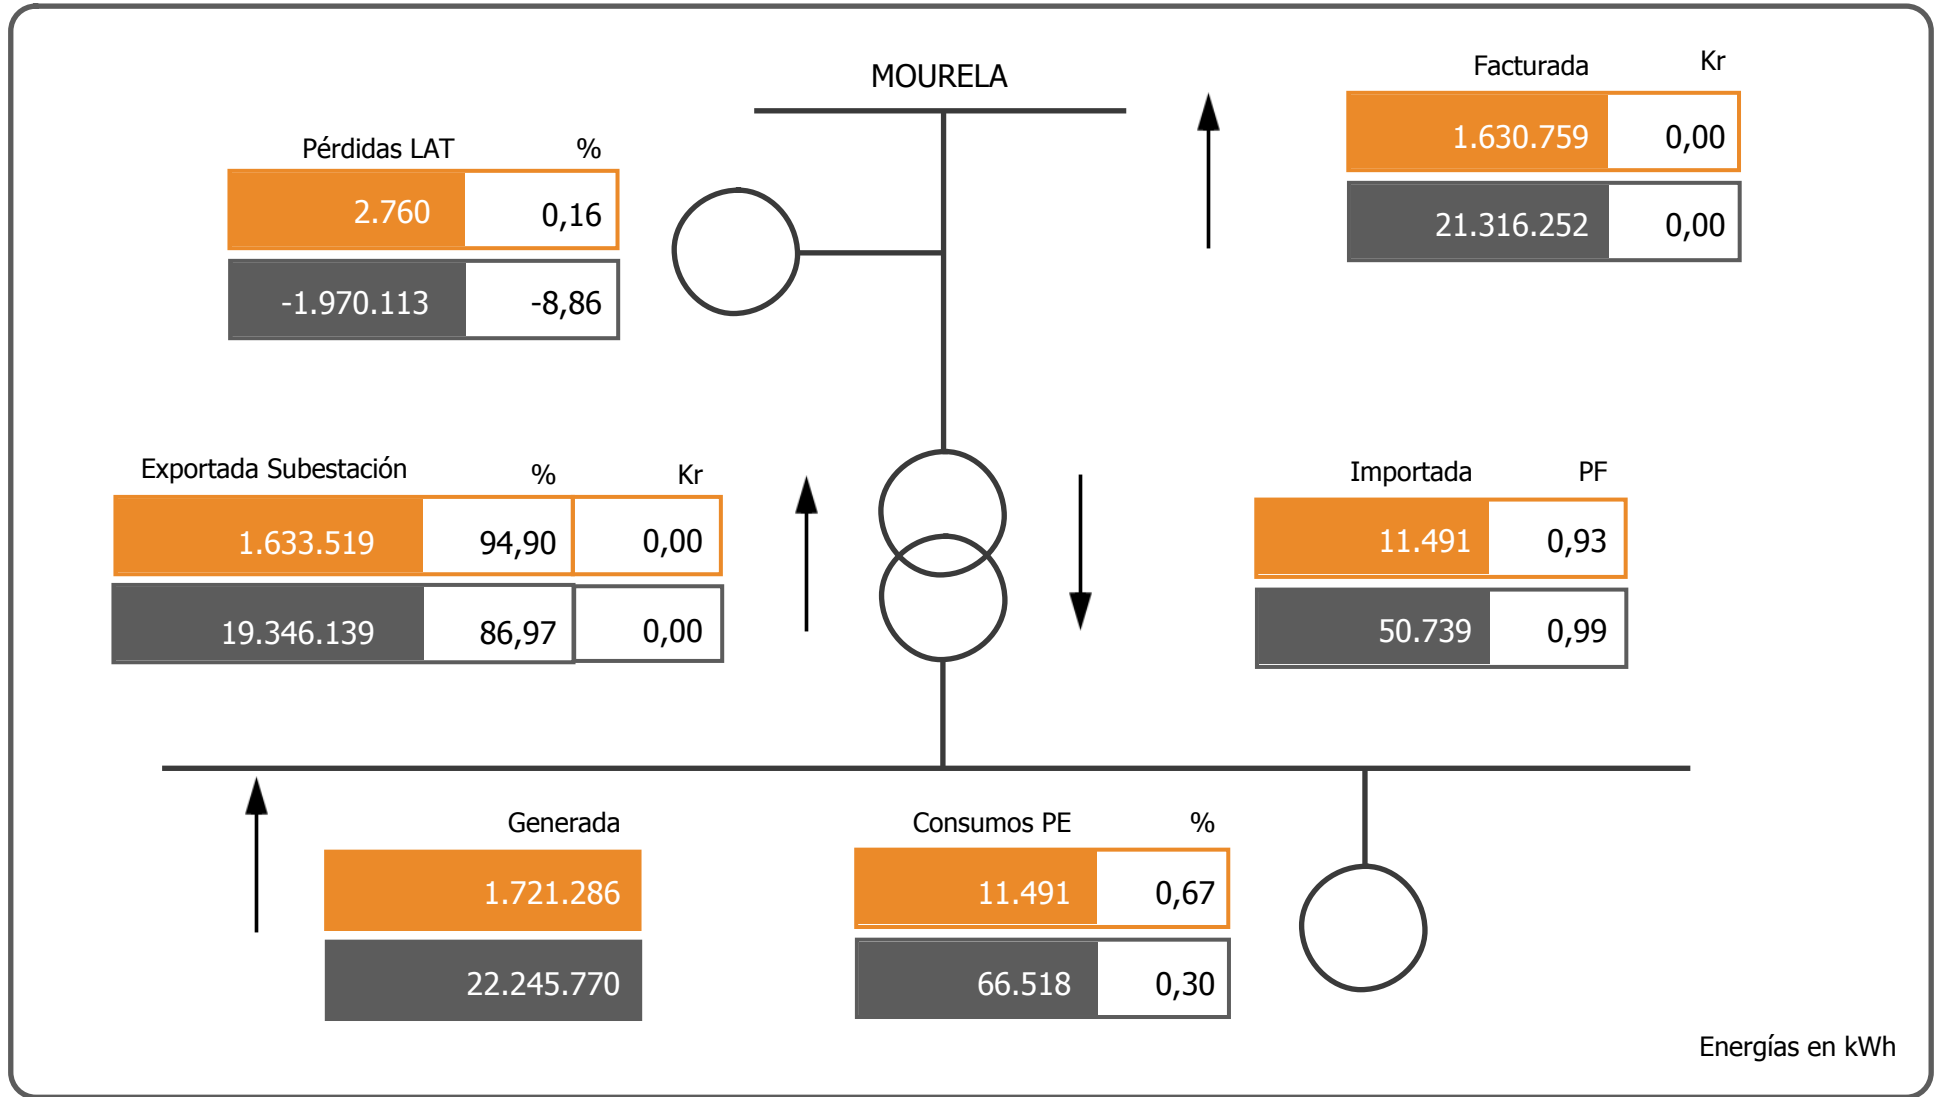 MOURELA
Facturada Kr
1.630.759 0,00
21.316.252 0,00
Pérdidas LAT %
2.760 0,16
-1.970.113 -8,86
Exportada Subestación % Kr
1.633.519 94,90 0,00
19.346.139 86,97 0,00
Importada PF
11.491 0,93
50.739 0,99
Generada
1.721.286
22.245.770
Consumos PE %
11.491 0,67
66.518 0,30
Energías en kWh